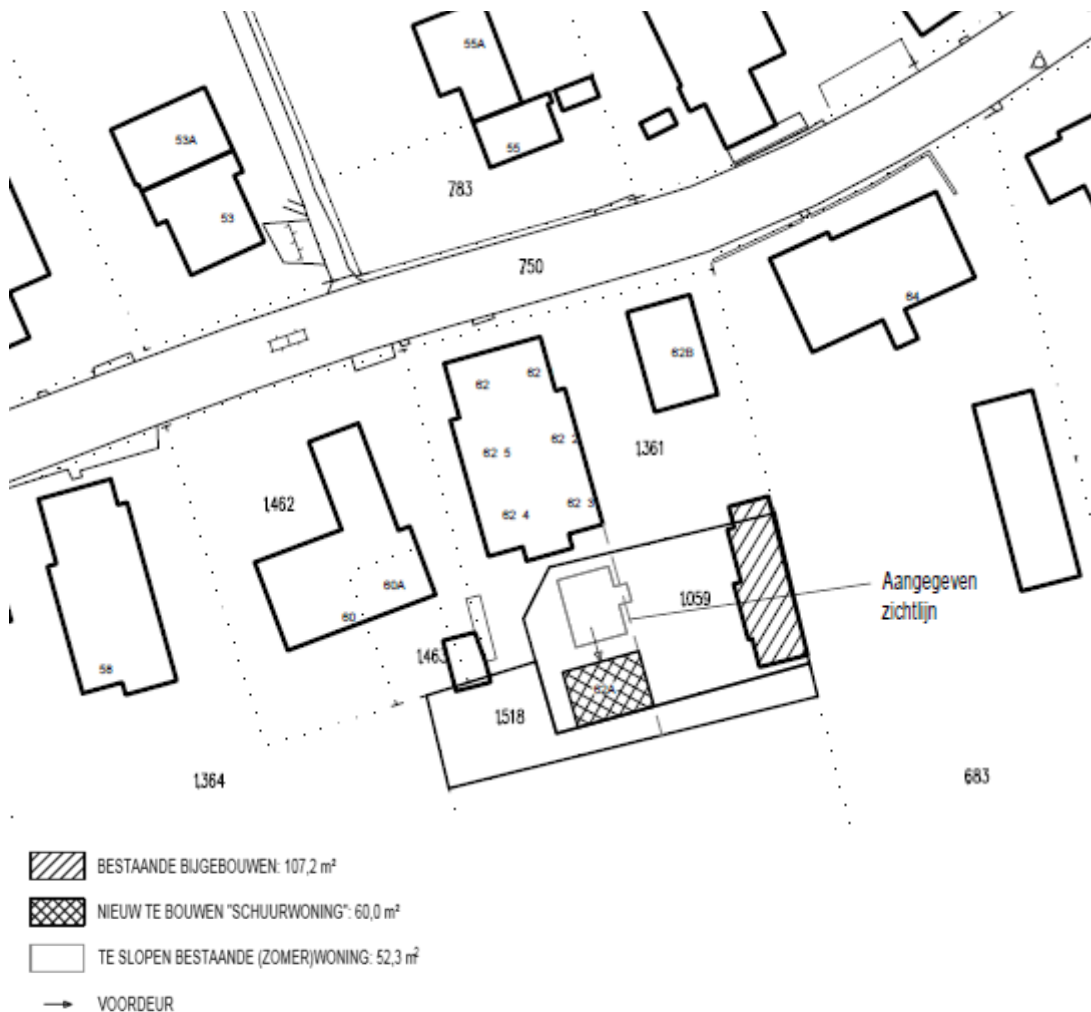 55A
53A
55
53
783
750
64
62B
62
62
62 2
62 5
1361
62 3
62 4
1462
60A
60
58
1059
Aangegeven
zichtlijn
1463
62A
1518
1364
683
BESTAANDE BIJGEBOUWEN: 107,2 m²
NIEUW TE BOUWEN "SCHUURWONING": 60,0 m²
TE SLOPEN BESTAANDE (ZOMER)WONING: 52,3 m²
VOORDEUR